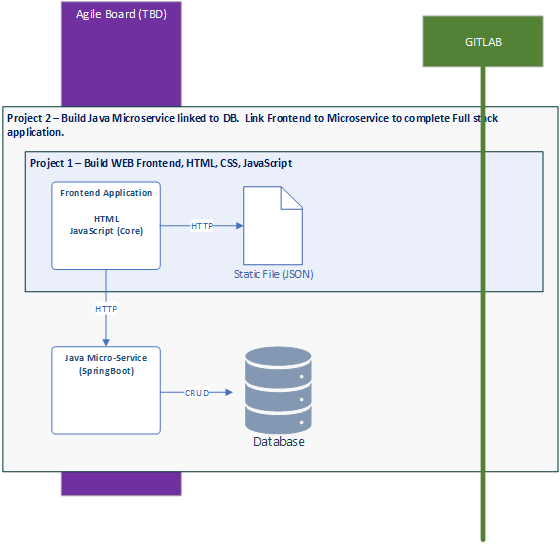 Agile Board (TBD)
GITLAB
Project 2 – Build Java Microservice linked to DB. Link Frontend to Microservice to complete Full stack
application.
Project 1 – Build WEB Frontend, HTML, CSS, JavaScript
Frontend Application
HTML
JavaScript (Core)
HTTP
Static File (JSON)
HTTP
Java Micro-Service
(SpringBoot)
CRUD
Database